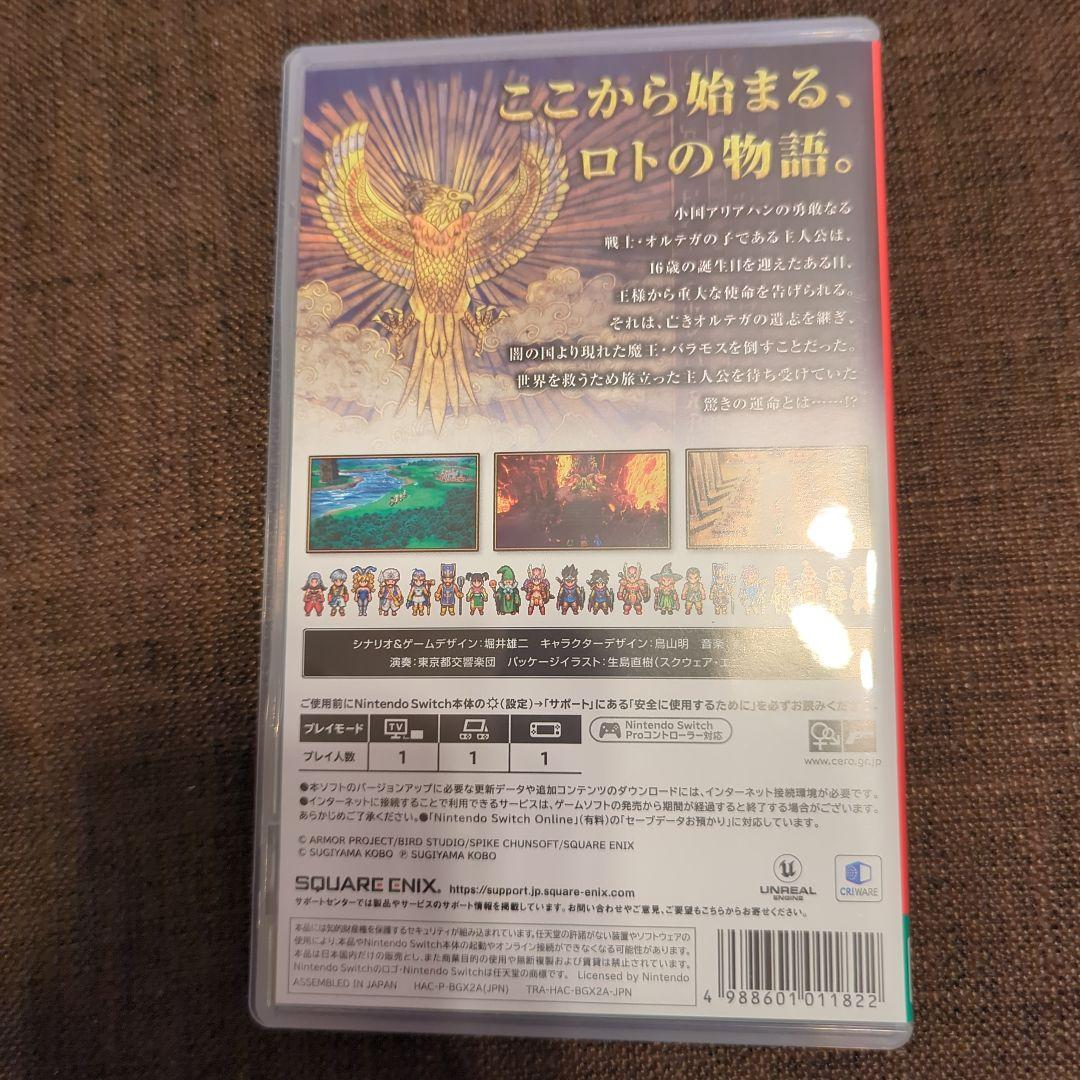 ここから始まる、
ロトの物語。
小国アリアハンの勇敢なる
戦士・オルテガの子である主人公は、
16歳の誕生日を迎えたある日、
王様から重大な使命を告げられる。
それは、亡きオルテガの遺志を継ぎ、
闇の国より現れた魔王・バラモスを倒すことだった。
世界を救うため旅立った主人公を待ち受けていた
驚きの運命とは……!?
シナリオ&ゲームデザイン:堀井雄二 キャラクターデザイン:鳥山明 音楽:
演奏:東京都交響楽団 パッケージイラスト:生島直樹(スクウェア・エニ
ご使用前にNintendo Switch本体の(設定)→「サポート」にある「安全に使用するために」を必ずお読みください。
プレイモード TV
Nintendo Switch
Proコントローラー対応
プレイ人数 1 1 1
www.cero.gr.jp
●本ソフトのバージョンアップに必要な更新データや追加コンテンツのダウンロードには、インターネット接続環境が必要です。
●インターネットに接続することで利用できるサービスは、ゲームソフトの発売から期間が経過すると終了する場合がございます。
あらかじめご了承ください。●「Nintendo Switch Online」(有料)の「セーブデータお預かり」に対応しています。
© ARMOR PROJECT/BIRD STUDIO/SPIKE CHUNSOFT/SQUARE ENIX
© SUGIYAMA KOBO ℗ SUGIYAMA KOBO
SQUARE ENIX. https://support.jp.square-enix.com
サポートセンターでは製品やサービスのサポート情報を掲載しています。お問い合わせやご意見、ご要望もこちらからお寄せください。
UNREAL
ENGINE
CRIWARE
本品には知的財産権を保護するセキュリティが組み込まれています。任天堂の許諾がない装置やソフトウェアの
使用により、本品やNintendo Switch本体の起動やオンライン接続ができなくなる可能性があります。
本品は日本国内だけの販売とし、また商業目的の使用や無断複製および賃貸は禁止されています。
Nintendo Switchのロゴ・Nintendo Switchは任天堂の商標です。 Licensed by Nintendo
ASSEMBLED IN JAPAN HAC-P-BGX2A(JPN) TRA-HAC-BGX2A-JPN
4 988601 011822